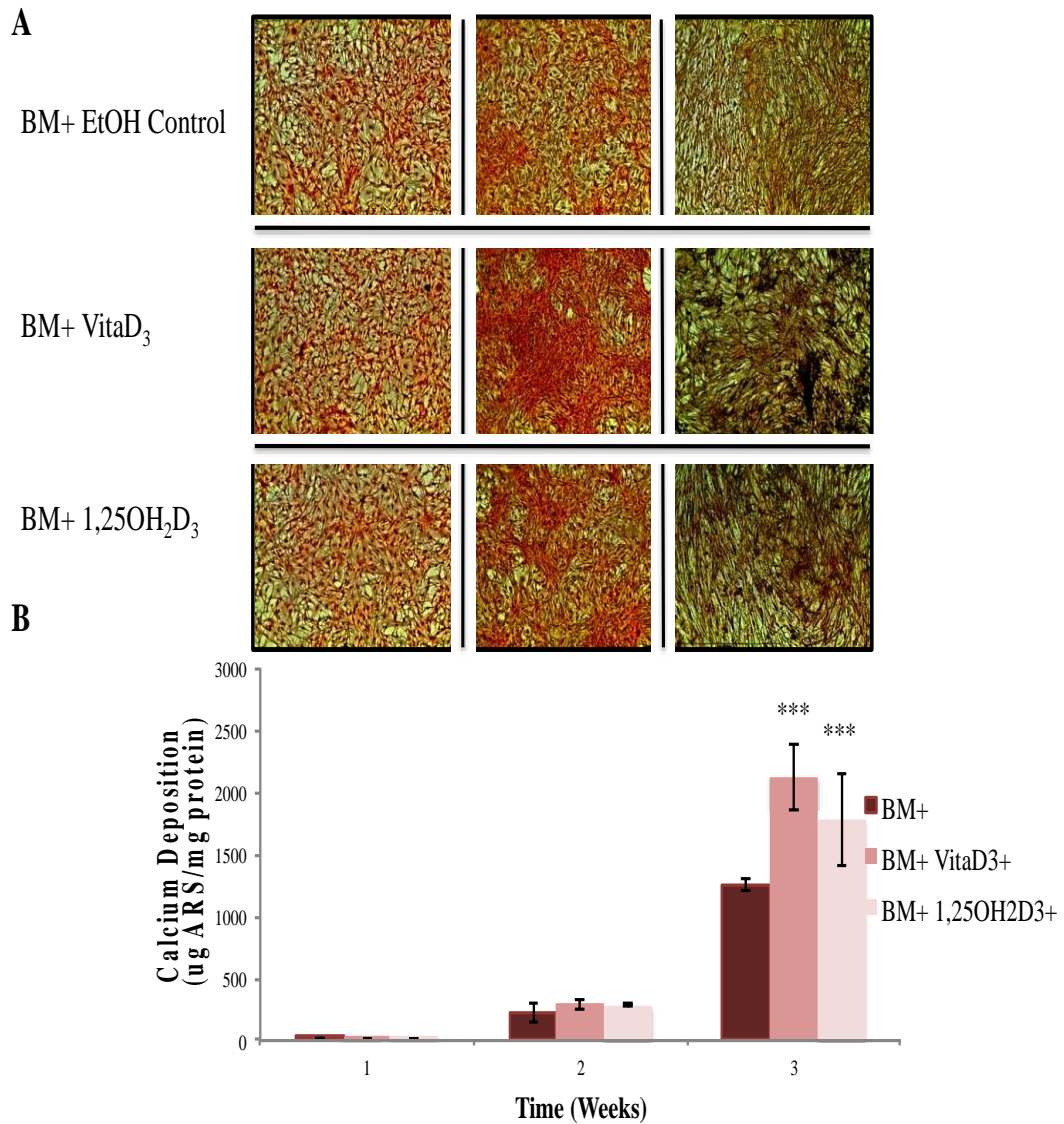 A
BM+ EtOH Control
BM+ VitaD₃
BM+ 1,25OH₂D₃
B
3000
2500
2000
1500
1000
500
0
Calcium Deposition
(ug ARS/mg protein)
***
***
BM+
BM+ VitaD3+
BM+ 1,25OH2D3+
1
2
3
Time (Weeks)